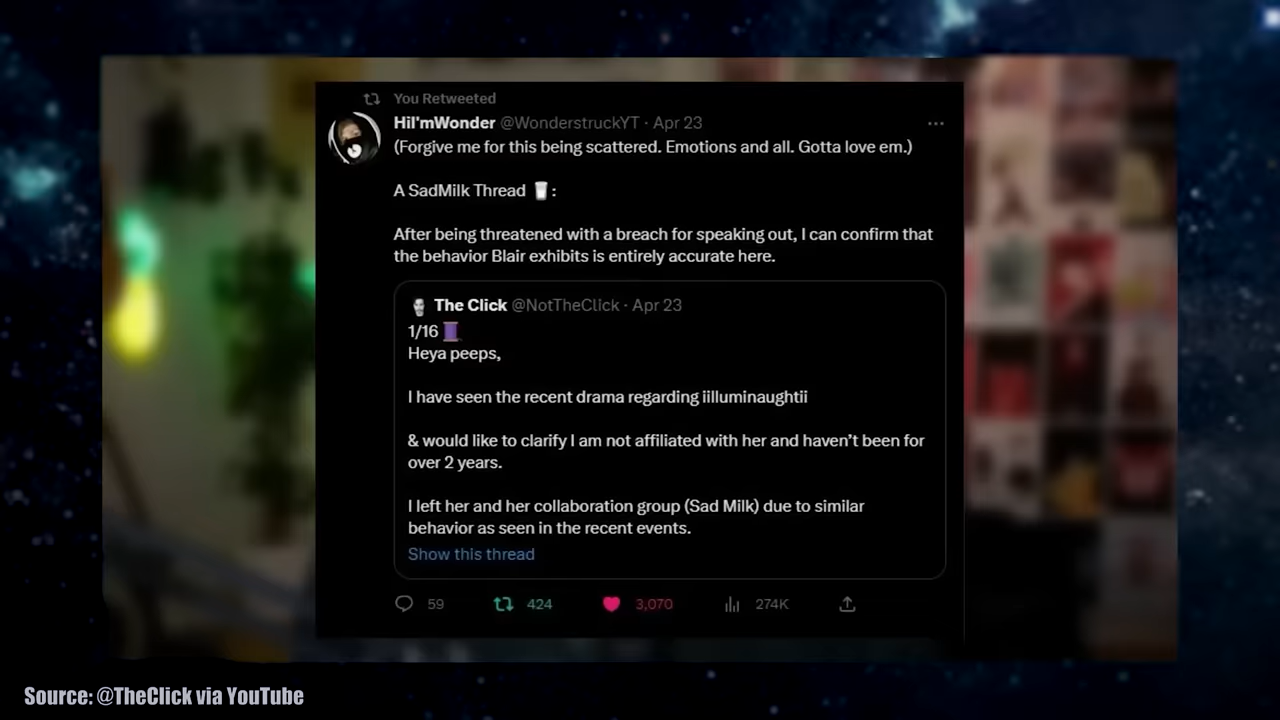 You Retweeted
HiI'mWonder @WonderstruckYT · Apr 23
(Forgive me for this being scattered. Emotions and all. Gotta love em.)
A SadMilk Thread 🥛:
After being threatened with a breach for speaking out, I can confirm that
the behavior Blair exhibits is entirely accurate here.
The Click @NotTheClick · Apr 23
1/16 🧵
Heya peeps,
I have seen the recent drama regarding iilluminaughtii
& would like to clarify I am not affiliated with her and haven't been for
over 2 years.
I left her and her collaboration group (Sad Milk) due to similar
behavior as seen in the recent events.
Show this thread
59 424 3,070 274K
Source: @TheClick via YouTube